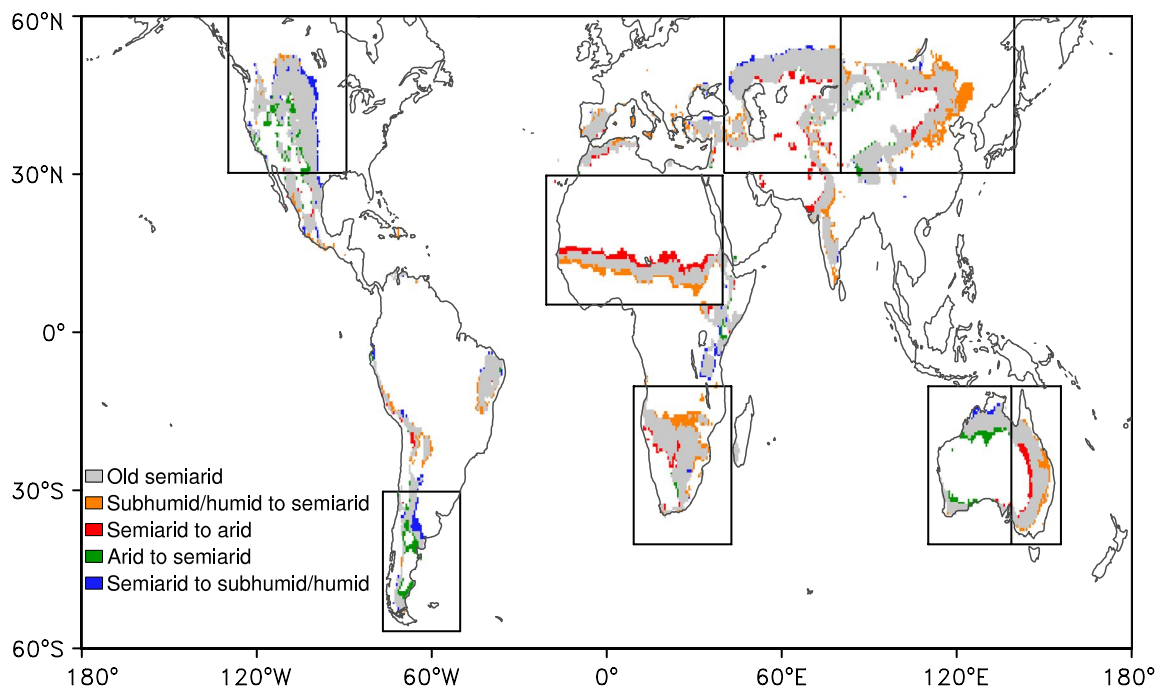 60°N
30°N
0°
30°S
60°S
Old semiarid
Subhumid/humid to semiarid
Semiarid to arid
Arid to semiarid
Semiarid to subhumid/humid
180° 120°W 60°W 0° 60°E 120°E 180°